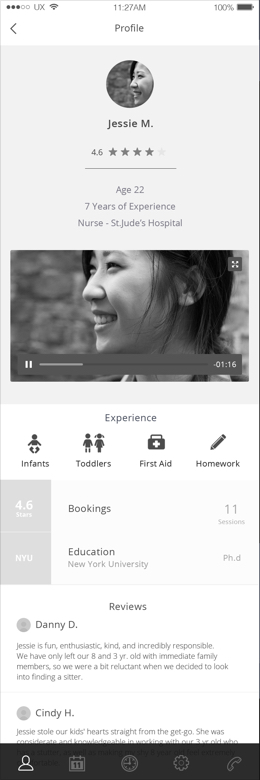 UX 11:27AM 100%
Profile
Jessie M.
4.6
Age 22
7 Years of Experience
Nurse - St.Jude's Hospital
-01:16
Experience
Infants Toddlers First Aid Homework
4.6
Stars
Bookings
11
Sessions
NYU
Education
New York University
Ph.d
Reviews
Danny D.
Jessie is fun, enthusiastic, kind, and incredibly responsible.
We have only left our 8 and 3 yr. old with immediate family
members, so we were a bit reluctant when we decided to look
into finding a sitter.
Cindy H.
Jessie stole our kids' hearts straight from the get-go. She was
considerate and knowledgeable in working with our 3 yr old who
11